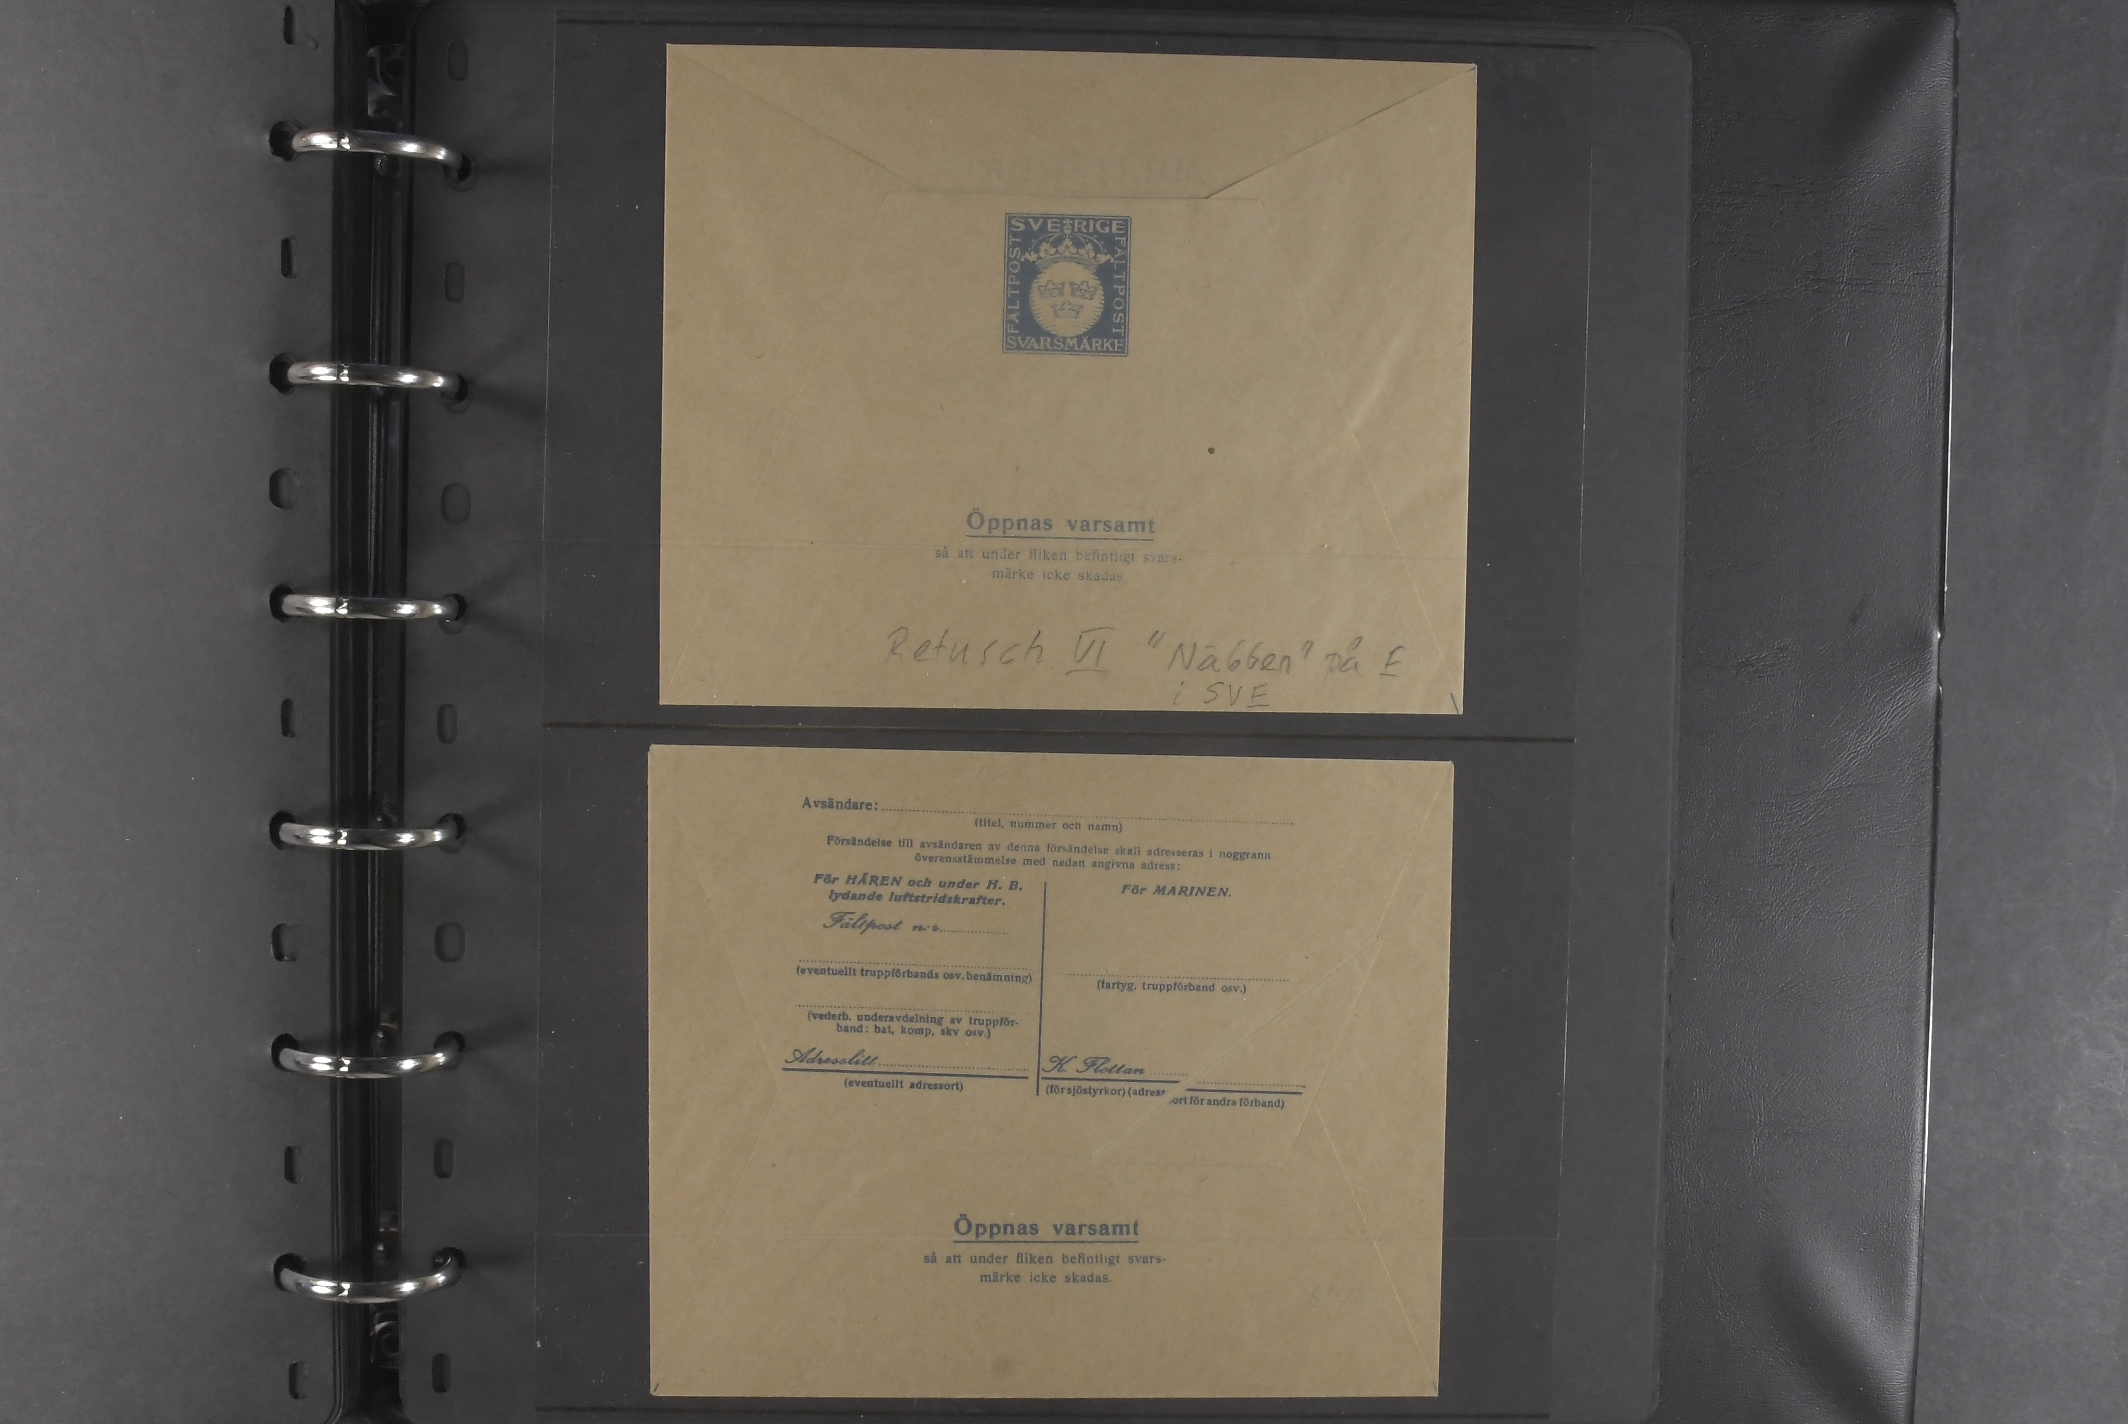 SVERIGE
FÄLTPOST
FÄLTPOST
SVARSMÄRKE
Öppnas varsamt
så att under fliken befintligt svars-
märke icke skadas.
Retusch VI "Näbben" på E
i SVE
Avsändare:
(titel, nummer och namn)
Försändelse till avsändaren av denna försändelse skall adresseras i noggrann
överensstämmelse med nedan angivna adress:
För HÄREN och under H. B.
lydande luftstridskrafter.
Fältpost n:r
(eventuellt truppförbands osv. benämning)
(vederb. underavdelning av truppför-
band: bat, komp, skv osv.)
Adresslitt
(eventuellt adressort)
För MARINEN.
(fartyg, truppförband osv.)
K. Flottan
(för sjöstyrkor) (adress
ort för andra förband)
Öppnas varsamt
så att under fliken befintligt svars-
märke icke skadas.